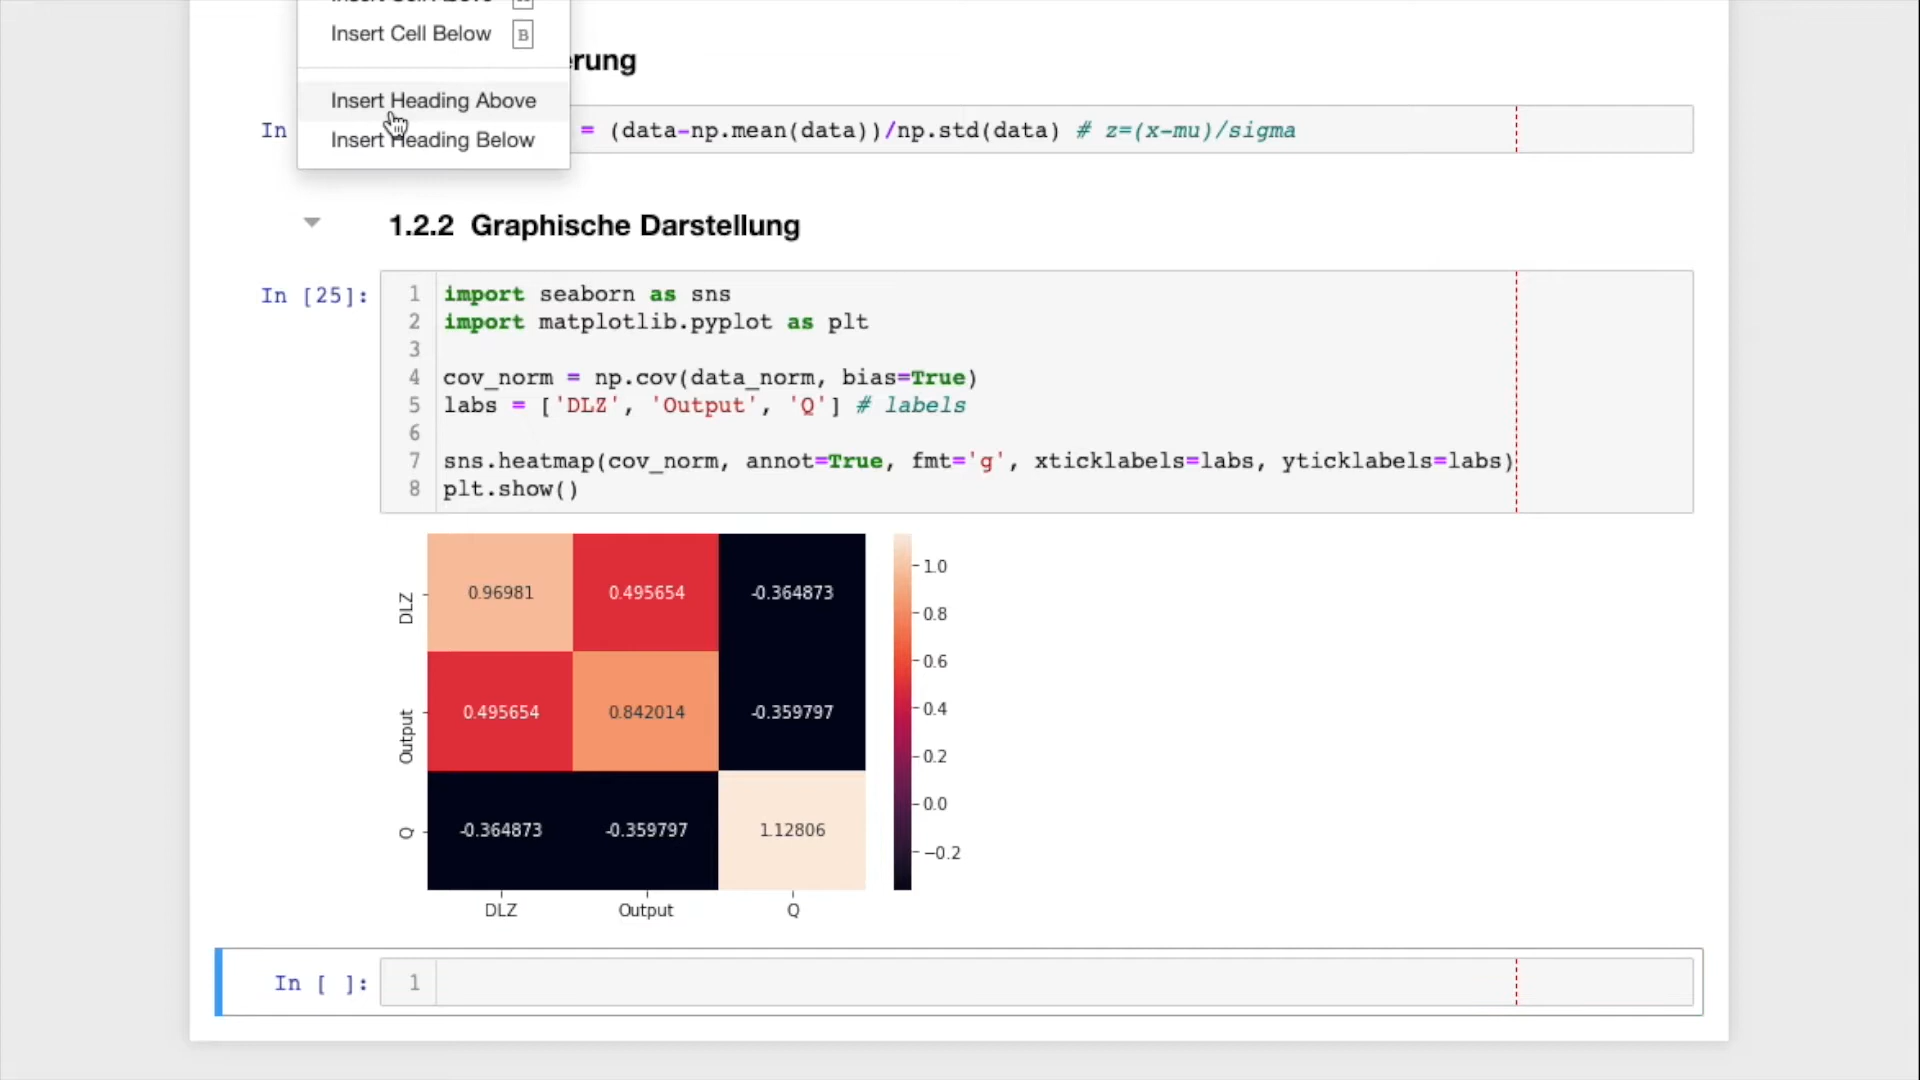 Insert Cell Below B
erung
Insert Heading Above
In = (data-np.mean(data))/np.std(data) # z=(x-mu)/sigma
Insert Heading Below
1.2.2 Graphische Darstellung
In [25]: 1 import seaborn as sns
2 import matplotlib.pyplot as plt
3
4 cov_norm = np.cov(data_norm, bias=True)
5 labs = ['DLZ', 'Output', 'Q'] # labels
6
7 sns.heatmap(cov_norm, annot=True, fmt='g', xticklabels=labs, yticklabels=labs)
8 plt.show()
DLZ 0.96981 0.495654 -0.364873
Output 0.495654 0.842014 -0.359797
Q -0.364873 -0.359797 1.12806
DLZ Output Q
1.0
0.8
0.6
0.4
0.2
0.0
−0.2
In [ ]: 1